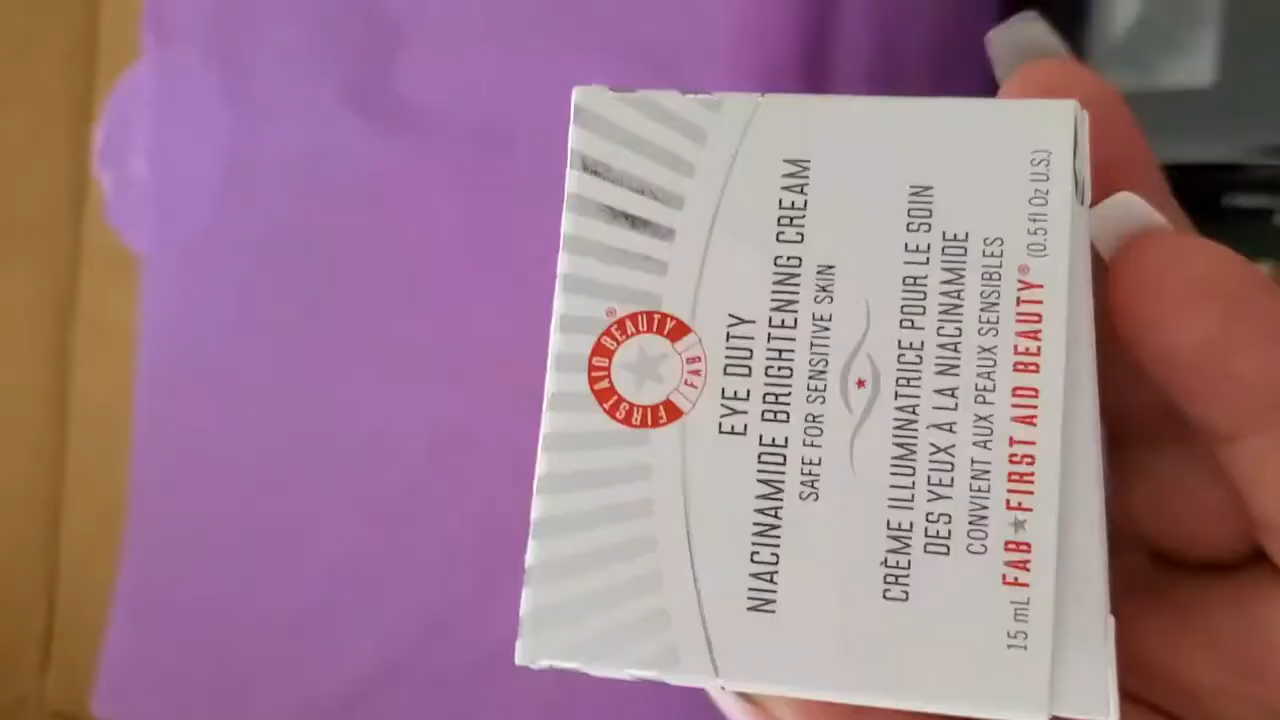 FIRST AID BEAUTY®
FAB
EYE DUTY
NIACINAMIDE BRIGHTENING CREAM
SAFE FOR SENSITIVE SKIN
CRÈME ILLUMINATRICE POUR LE SOIN
DES YEUX À LA NIACINAMIDE
CONVIENT AUX PEAUX SENSIBLES
15 mL FAB★FIRST AID BEAUTY® (0.5 fl Oz U.S.)